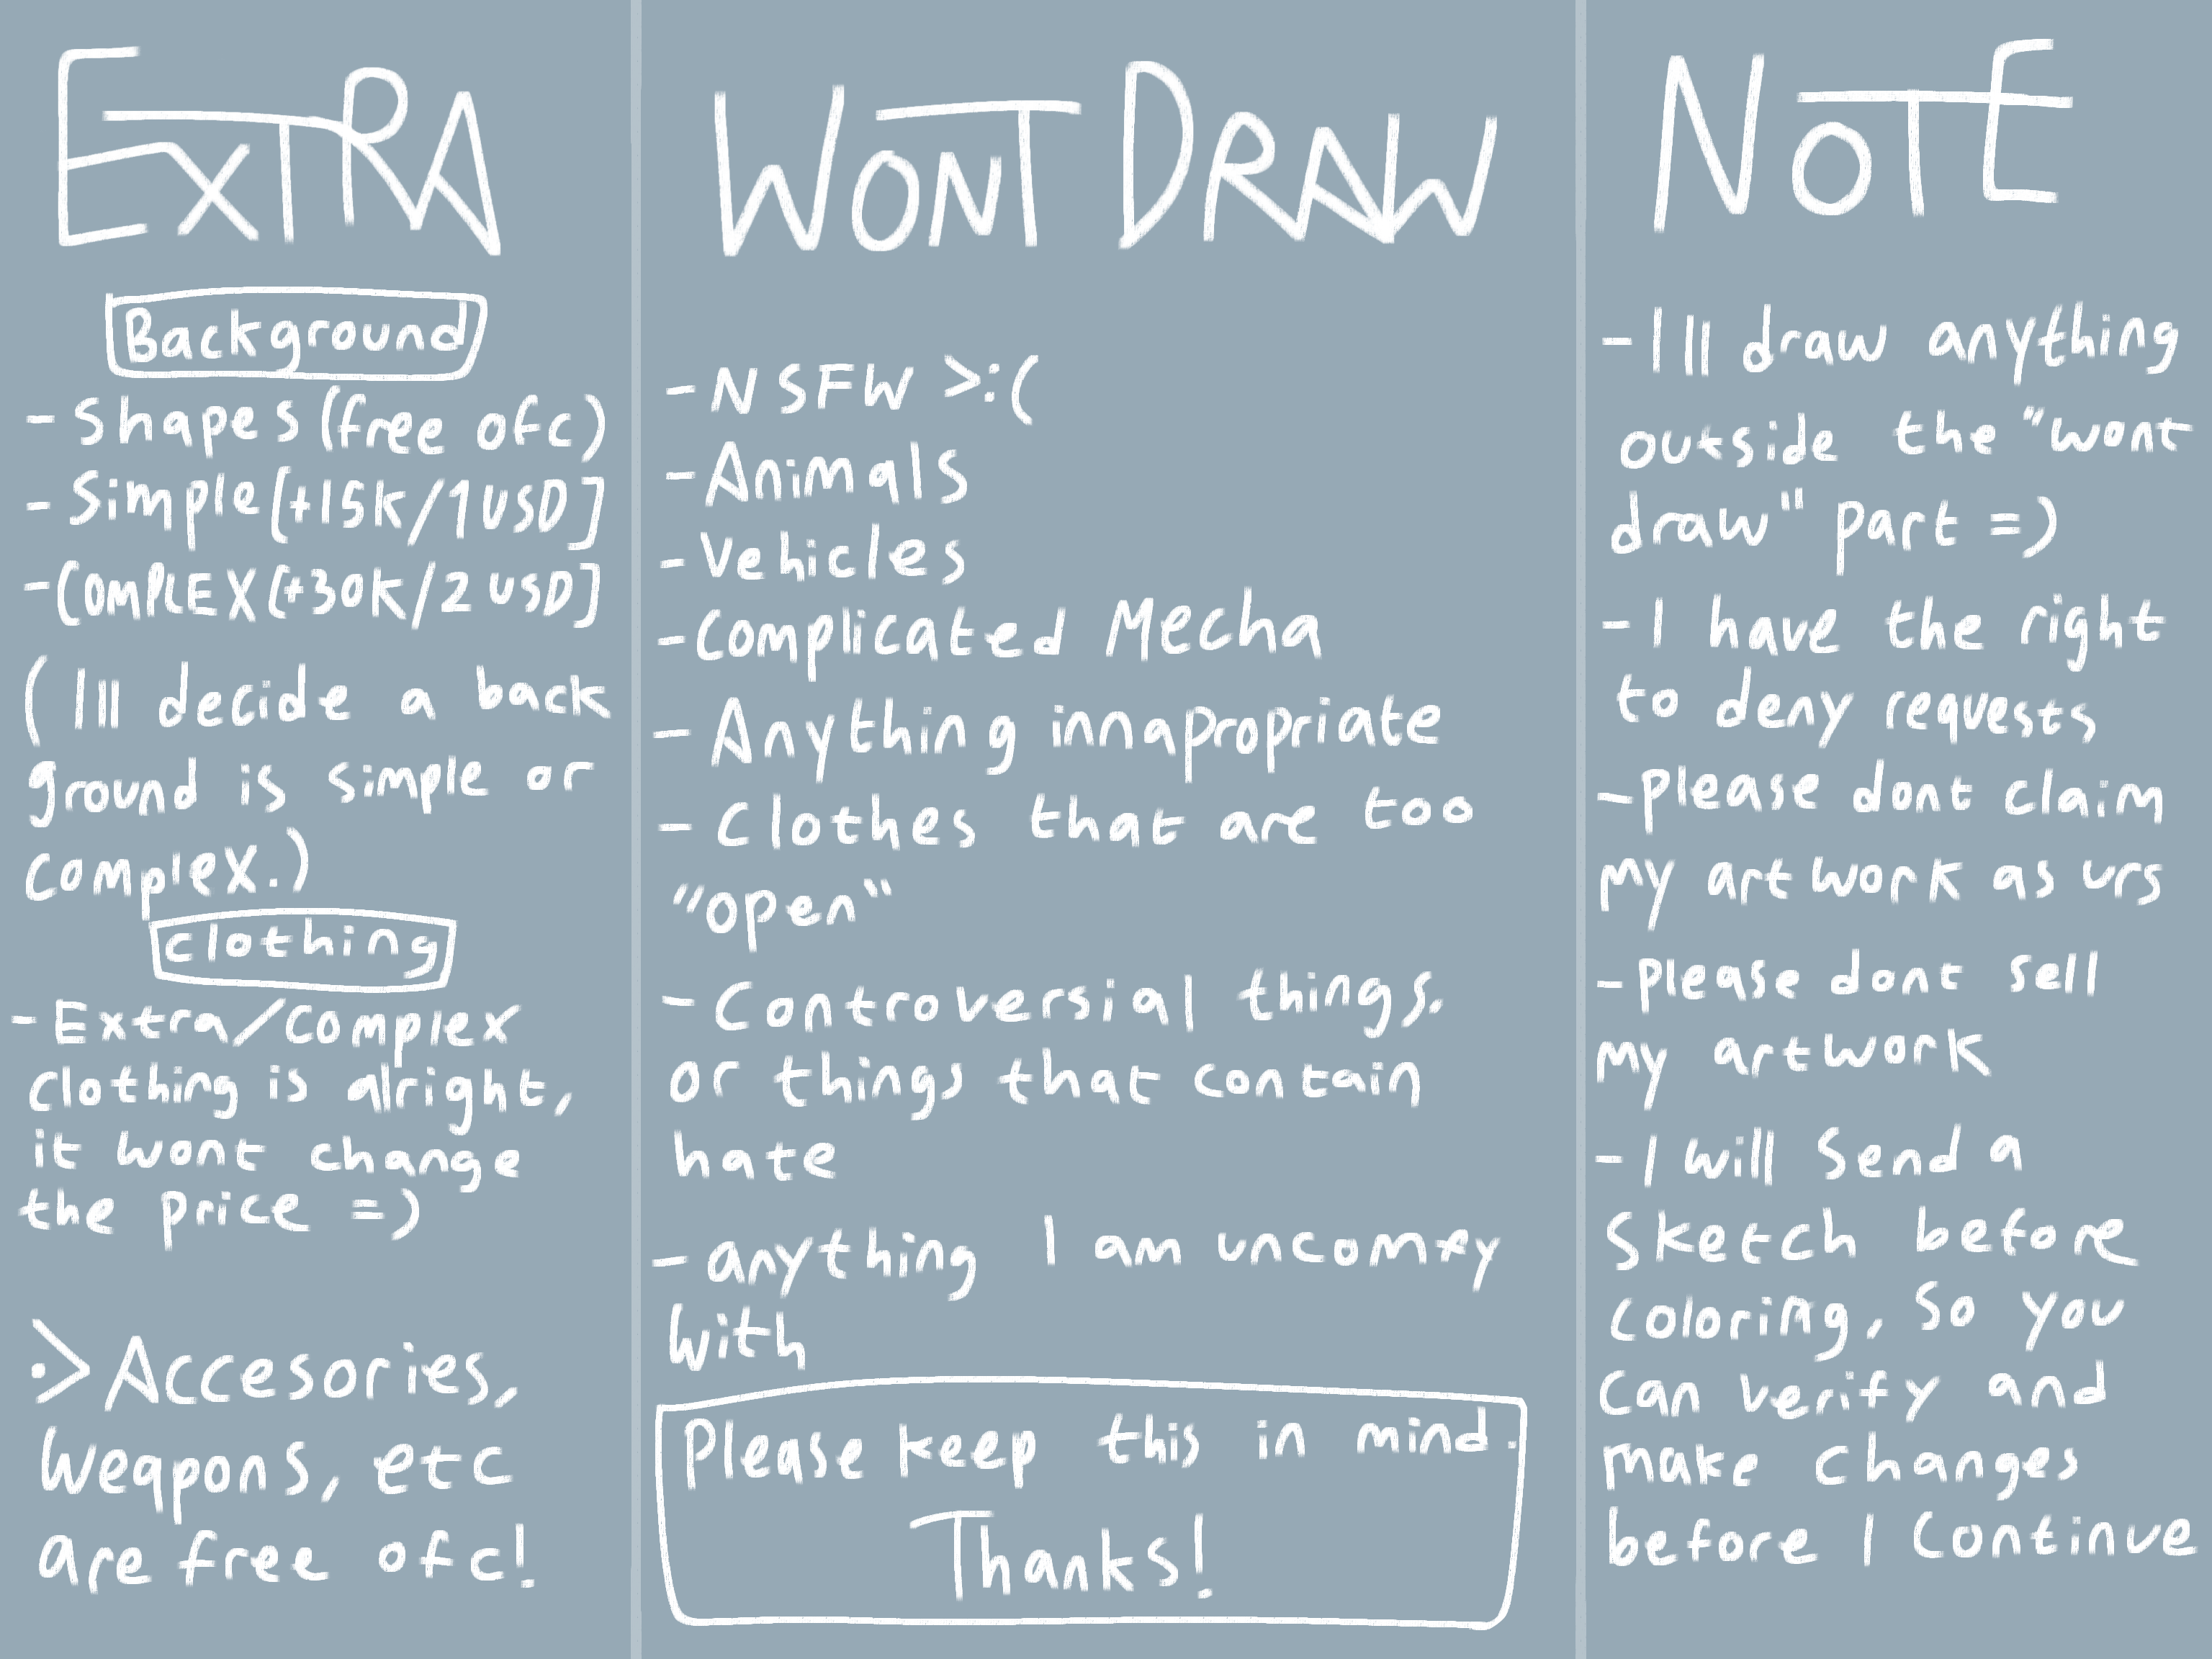 EXTRA
Background
- Shapes (free ofc)
- Simple [+15k/1USD]
- COMPLEX [+30K/2 USD]
( Ill decide a back
ground is simple or
complex.)
clothing
- Extra/complex
clothing is alright,
it wont change
the price =)
:> Accesories,
weapons, etc
are free ofc!
WONT DRAW
- NSFW >:(
- Animals
- Vehicles
- Complicated Mecha
- Anything innapropriate
- Clothes that are too
"open"
- Controversial things.
or things that contain
hate
- anything I am uncomfy
with
Please keep this in mind.
Thanks!
NOTE
- I ll draw anything
outside the "wont
draw" part =)
- I have the right
to deny requests
- please dont claim
my artwork as urs
- please dont sell
my artwork
- I will send a
sketch before
coloring, so you
can verify and
make changes
before I continue